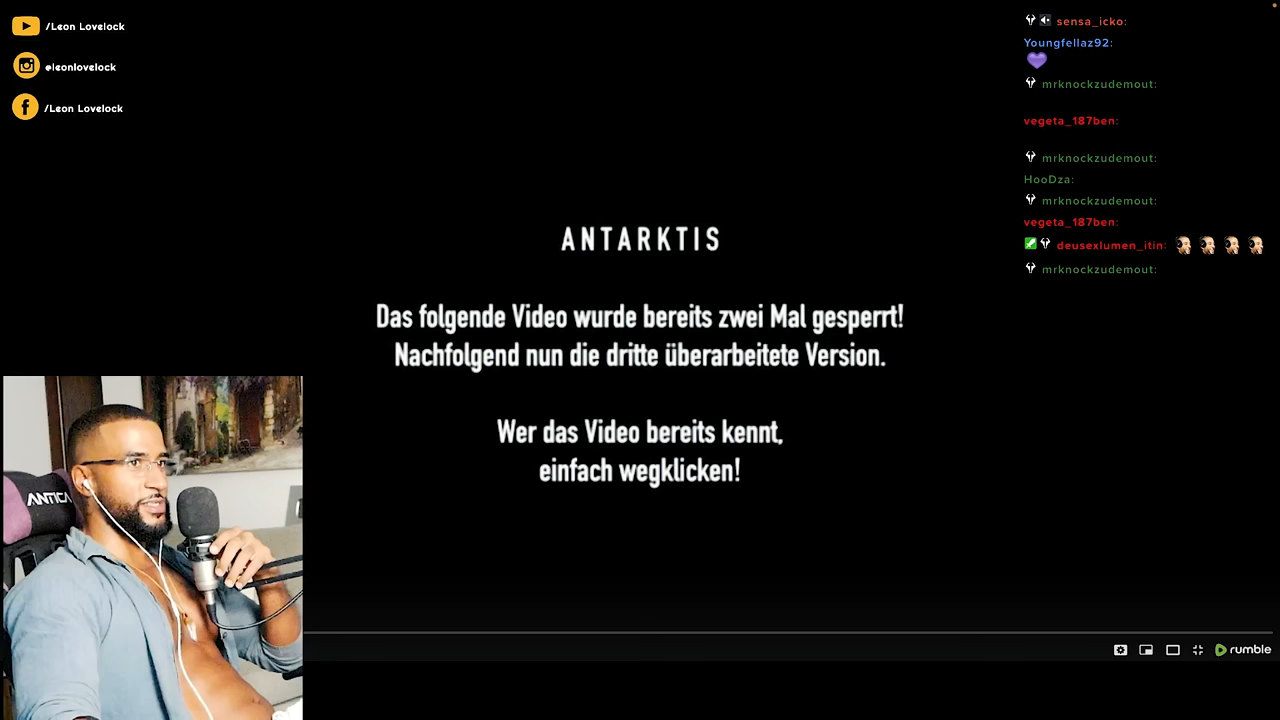 /Leon Lovelock
@leonlovelock
/Leon Lovelock
sensa_icko:
Youngfellaz92:
mrknockzudemout:
vegeta_187ben:
mrknockzudemout:
HooDza:
mrknockzudemout:
vegeta_187ben:
deusexlumen_itin:
mrknockzudemout:
ANTARKTIS
Das folgende Video wurde bereits zwei Mal gesperrt!
Nachfolgend nun die dritte überarbeitete Version.
Wer das Video bereits kennt,
einfach wegklicken!
ANTICA
rumble